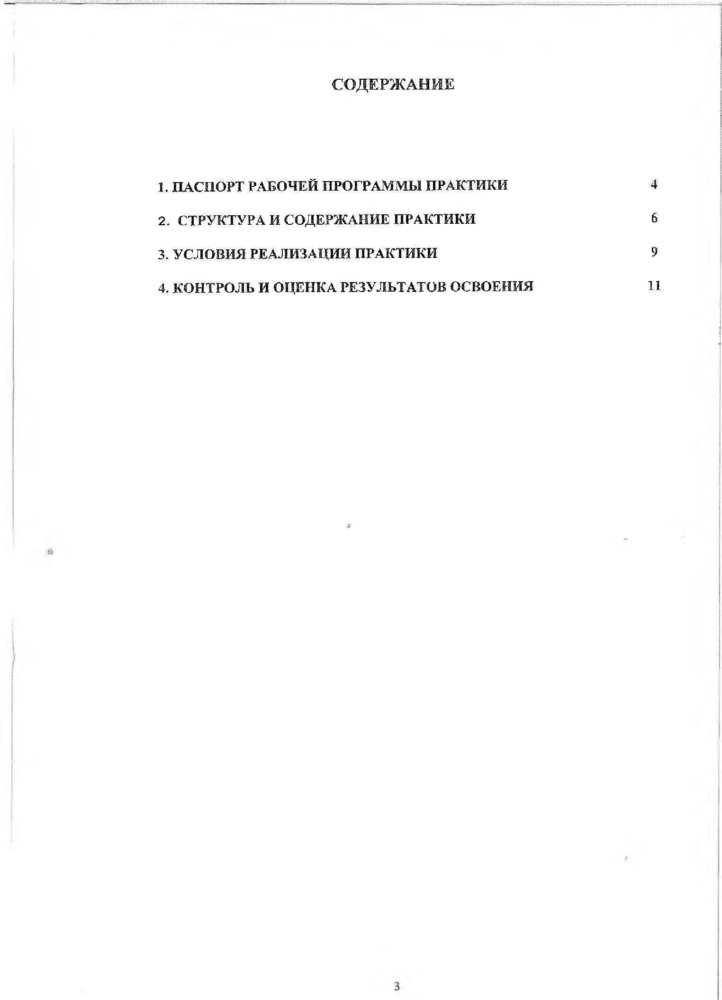 СОДЕРЖАНИЕ
1. ПАСПОРТ РАБОЧЕЙ ПРОГРАММЫ ПРАКТИКИ 4
2. СТРУКТУРА И СОДЕРЖАНИЕ ПРАКТИКИ 6
3. УСЛОВИЯ РЕАЛИЗАЦИИ ПРАКТИКИ 9
4. КОНТРОЛЬ И ОЦЕНКА РЕЗУЛЬТАТОВ ОСВОЕНИЯ 11
3